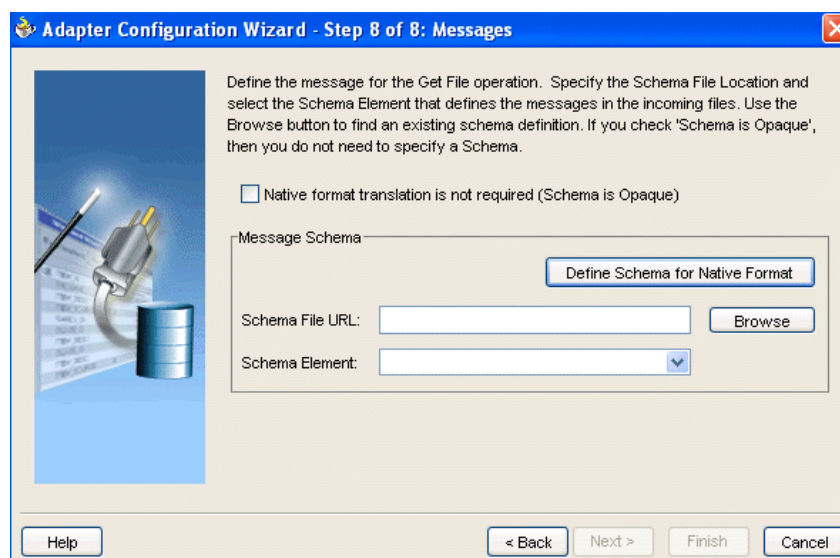 Adapter Configuration Wizard - Step 8 of 8: Messages
Define the message for the Get File operation. Specify the Schema File Location and
select the Schema Element that defines the messages in the incoming files. Use the
Browse button to find an existing schema definition. If you check 'Schema is Opaque',
then you do not need to specify a Schema.
Native format translation is not required (Schema is Opaque)
Message Schema
Define Schema for Native Format
Schema File URL:
Browse
Schema Element:
Help
< Back
Next >
Finish
Cancel